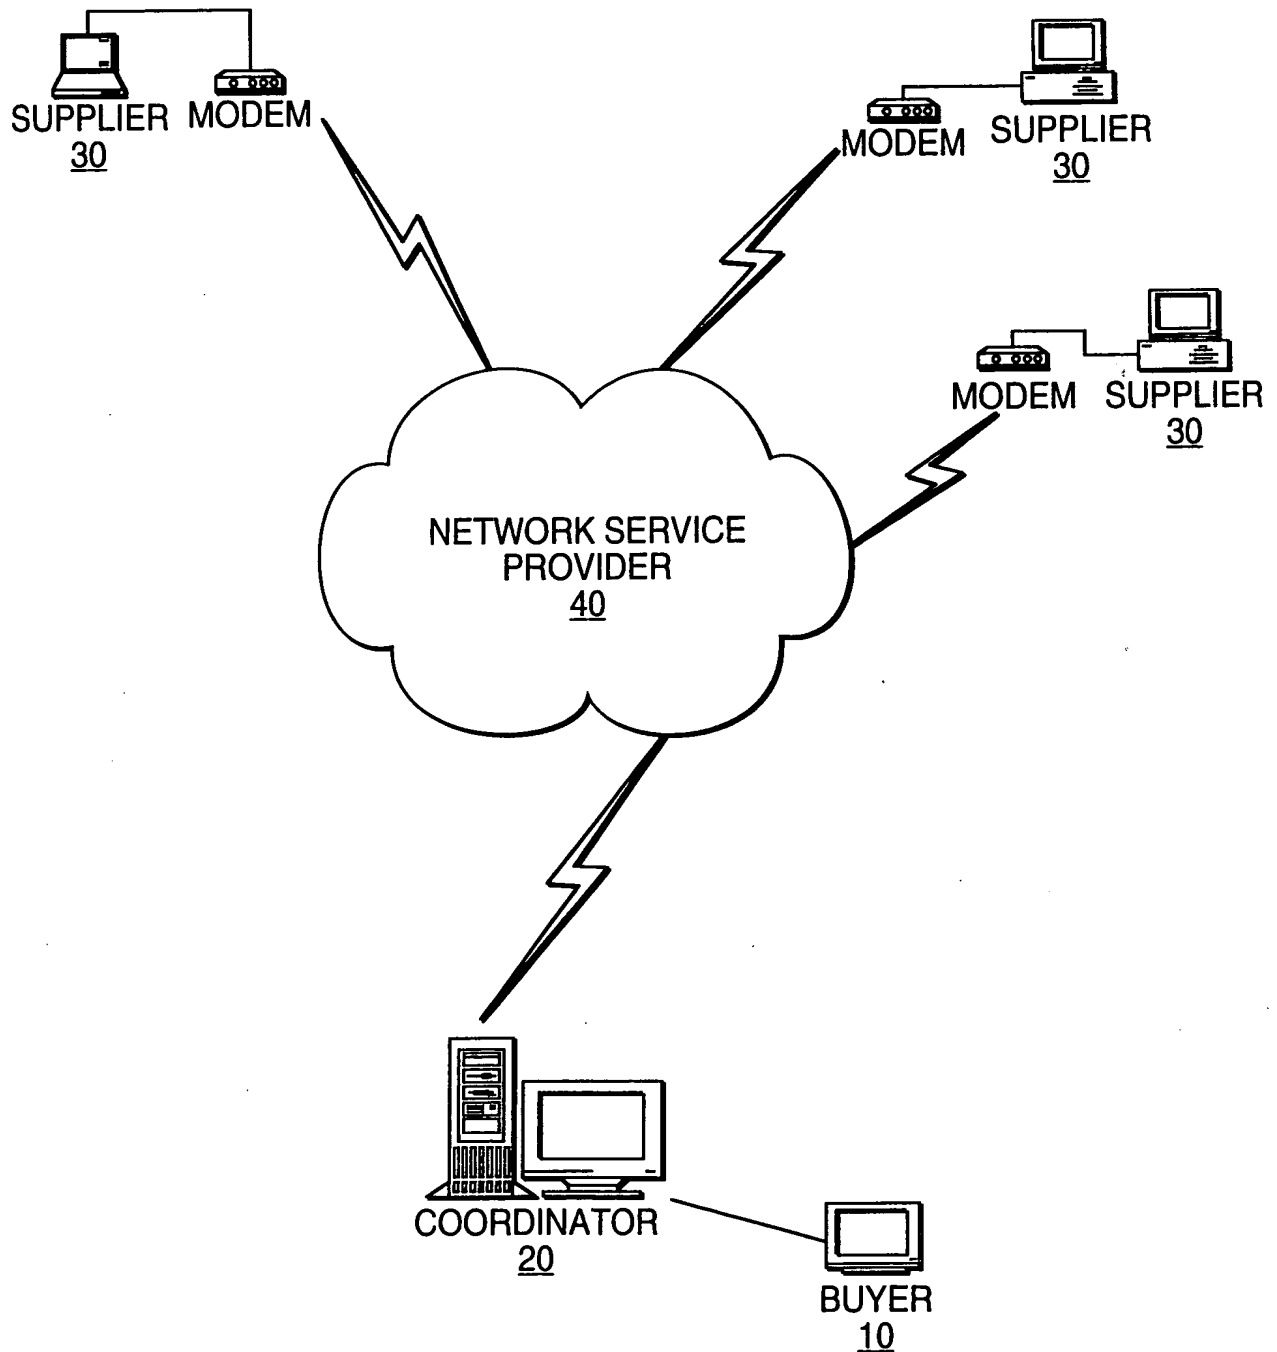 SUPPLIER
30
MODEM
MODEM
SUPPLIER
30
MODEM
SUPPLIER
30
NETWORK SERVICE
PROVIDER
40
COORDINATOR
20
BUYER
10